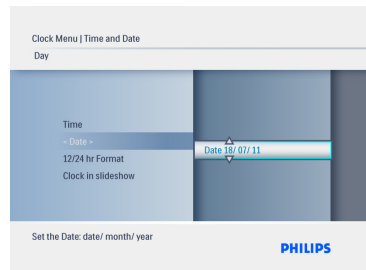 Clock Menu | Time and Date
Day
Time
< Date >
Date 18/ 07/ 11
12/24 hr Format
Clock in slideshow
Set the Date: date/ month/ year
PHILIPS